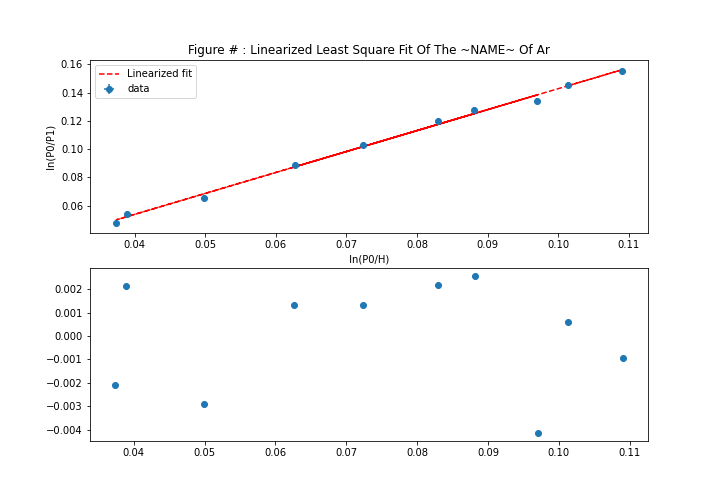 Figure # : Linearized Least Square Fit Of The ~NAME~ Of Ar
0.16
0.14
0.12
0.10
0.08
0.06
ln(P0/P1)
Linearized fit
data
0.04 0.05 0.06 0.07 0.08 0.09 0.10 0.11
ln(P0/H)
0.002
0.001
0.000
−0.001
−0.002
−0.003
−0.004
0.04 0.05 0.06 0.07 0.08 0.09 0.10 0.11